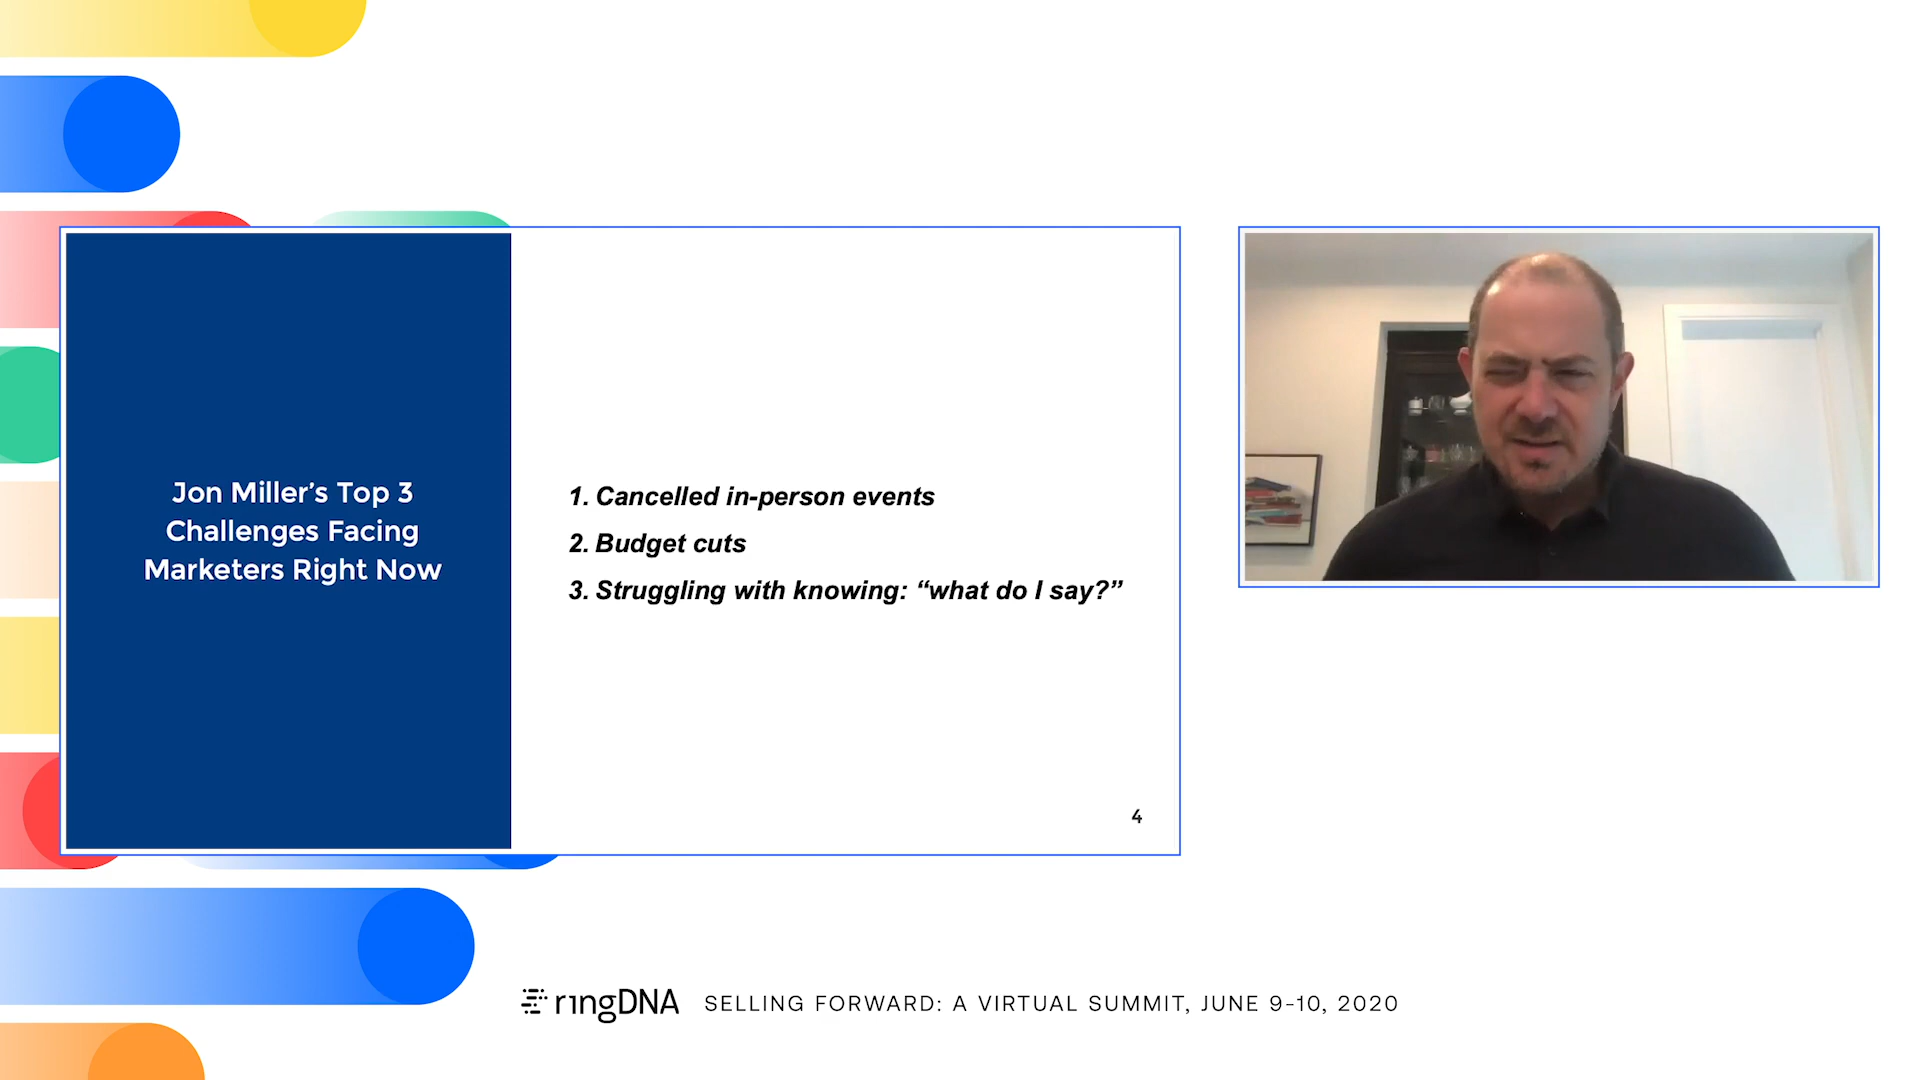 Jon Miller’s Top 3
Challenges Facing
Marketers Right Now
1. Cancelled in-person events
2. Budget cuts
3. Struggling with knowing: “what do I say?”
4
ringDNA SELLING FORWARD: A VIRTUAL SUMMIT, JUNE 9-10, 2020